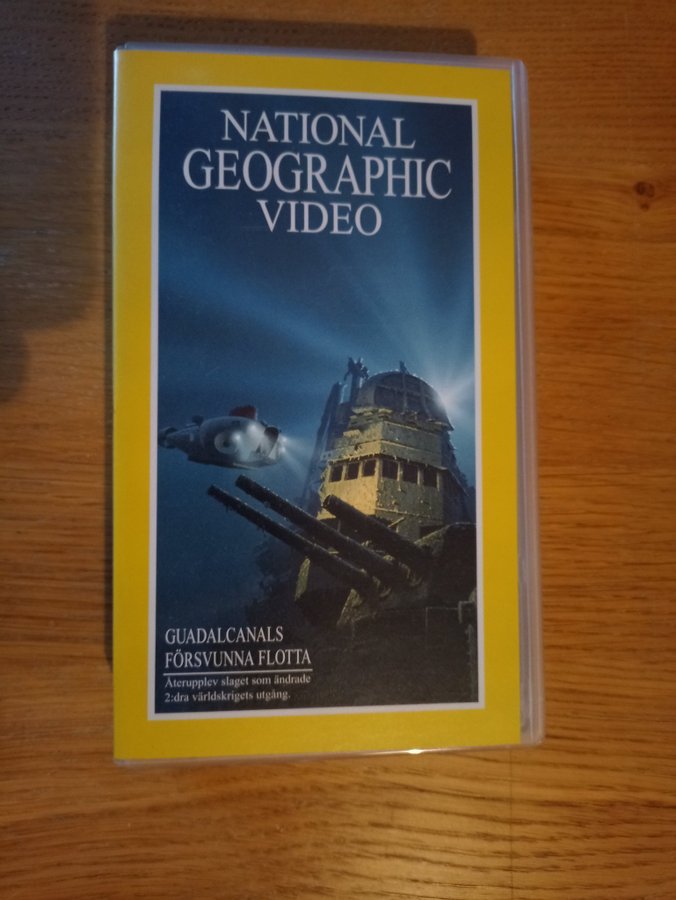 NATIONAL
GEOGRAPHIC
VIDEO
GUADALCANALS
FÖRSVUNNA FLOTTA
Återupplev slaget som ändrade
2:dra världskrigets utgång.